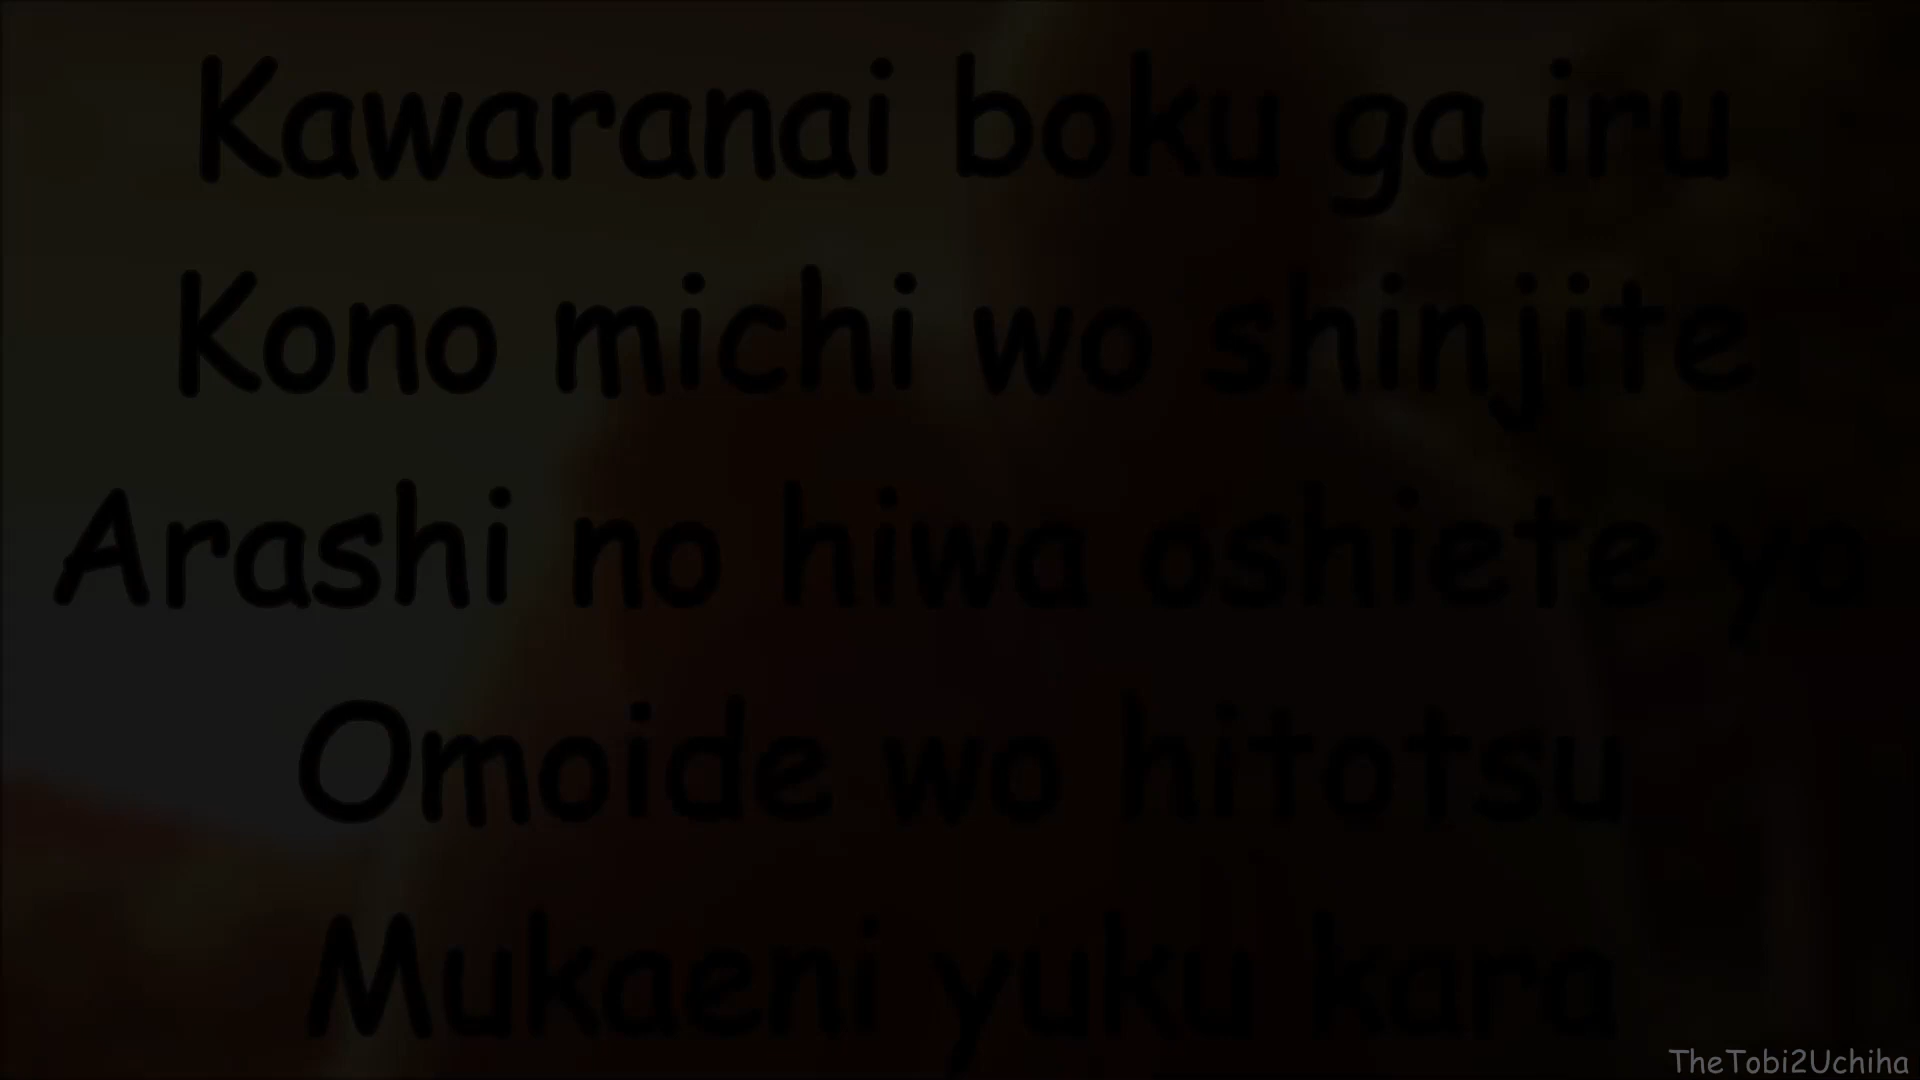 Kawaranai boku ga iru
Kono michi wo shinjite
Arashi no hiwa oshiete yo
Omoide wo hitotsu
Mukaeni yuku kara
TheTobi2Uchiha